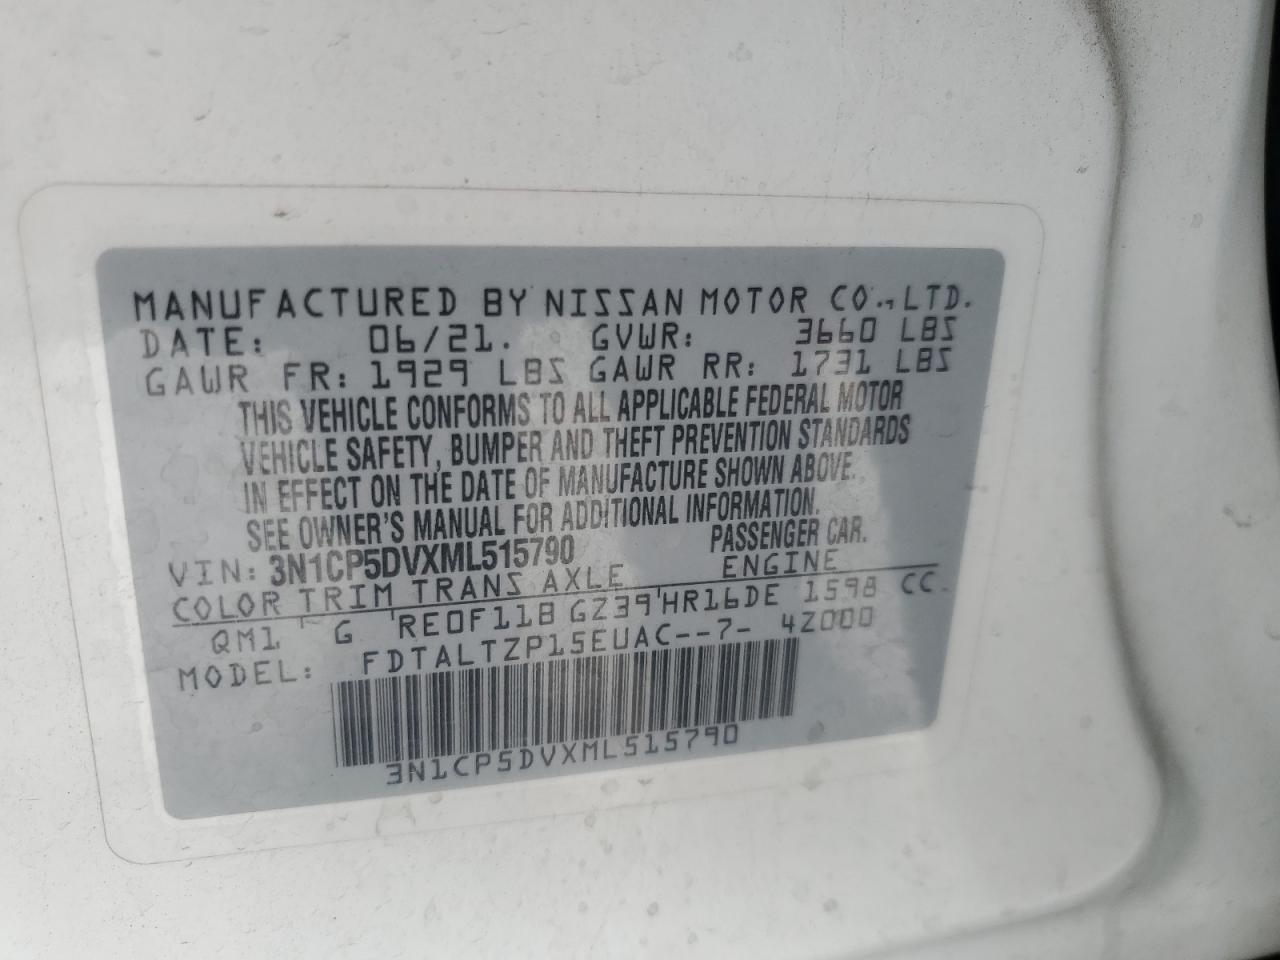 MANUFACTURED BY NISSAN MOTOR CO., LTD.
DATE: 06/21. GVWR: 3660 LBS
GAWR FR: 1929 LBS GAWR RR: 1731 LBS
THIS VEHICLE CONFORMS TO ALL APPLICABLE FEDERAL MOTOR
VEHICLE SAFETY, BUMPER AND THEFT PREVENTION STANDARDS
IN EFFECT ON THE DATE OF MANUFACTURE SHOWN ABOVE.
SEE OWNER'S MANUAL FOR ADDITIONAL INFORMATION.
VIN: 3N1CP5DVXML515790 PASSENGER CAR.
COLOR TRIM TRANS AXLE ENGINE
QM1 G RE0F11B GZ39 HR16DE 1598 CC.
MODEL: FDTALTZP15EUAC--7- 4Z000
3N1CP5DVXML515790